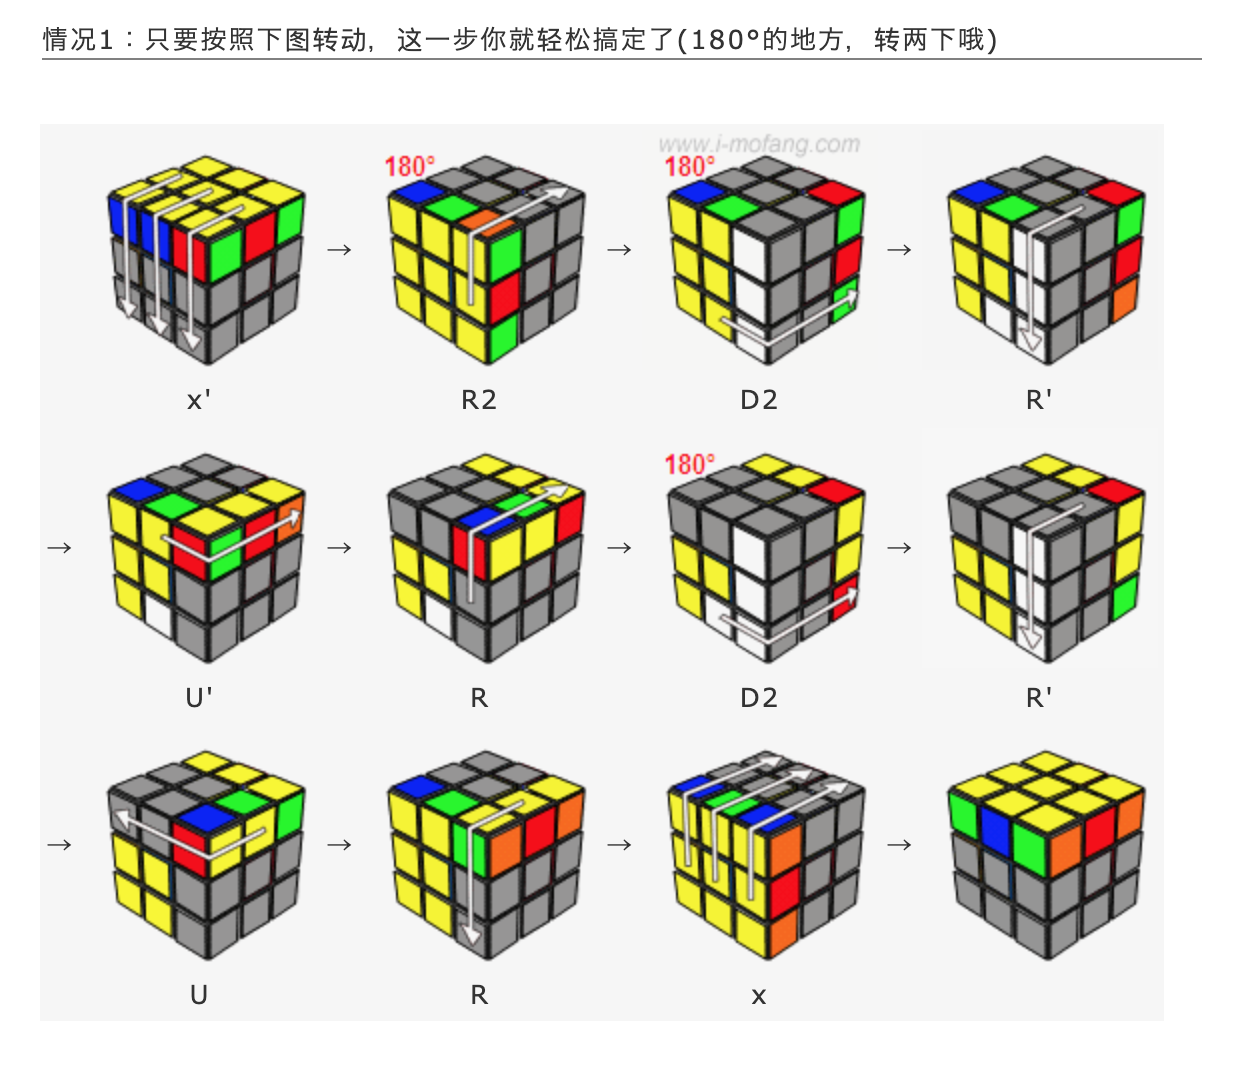 情况1：只要按照下图转动，这一步你就轻松搞定了(180°的地方，转两下哦)
www.i-mofang.com
180° 180°
→ → →
x' R2 D2 R'
180°
→ → → →
U' R D2 R'
→ → → →
U R x